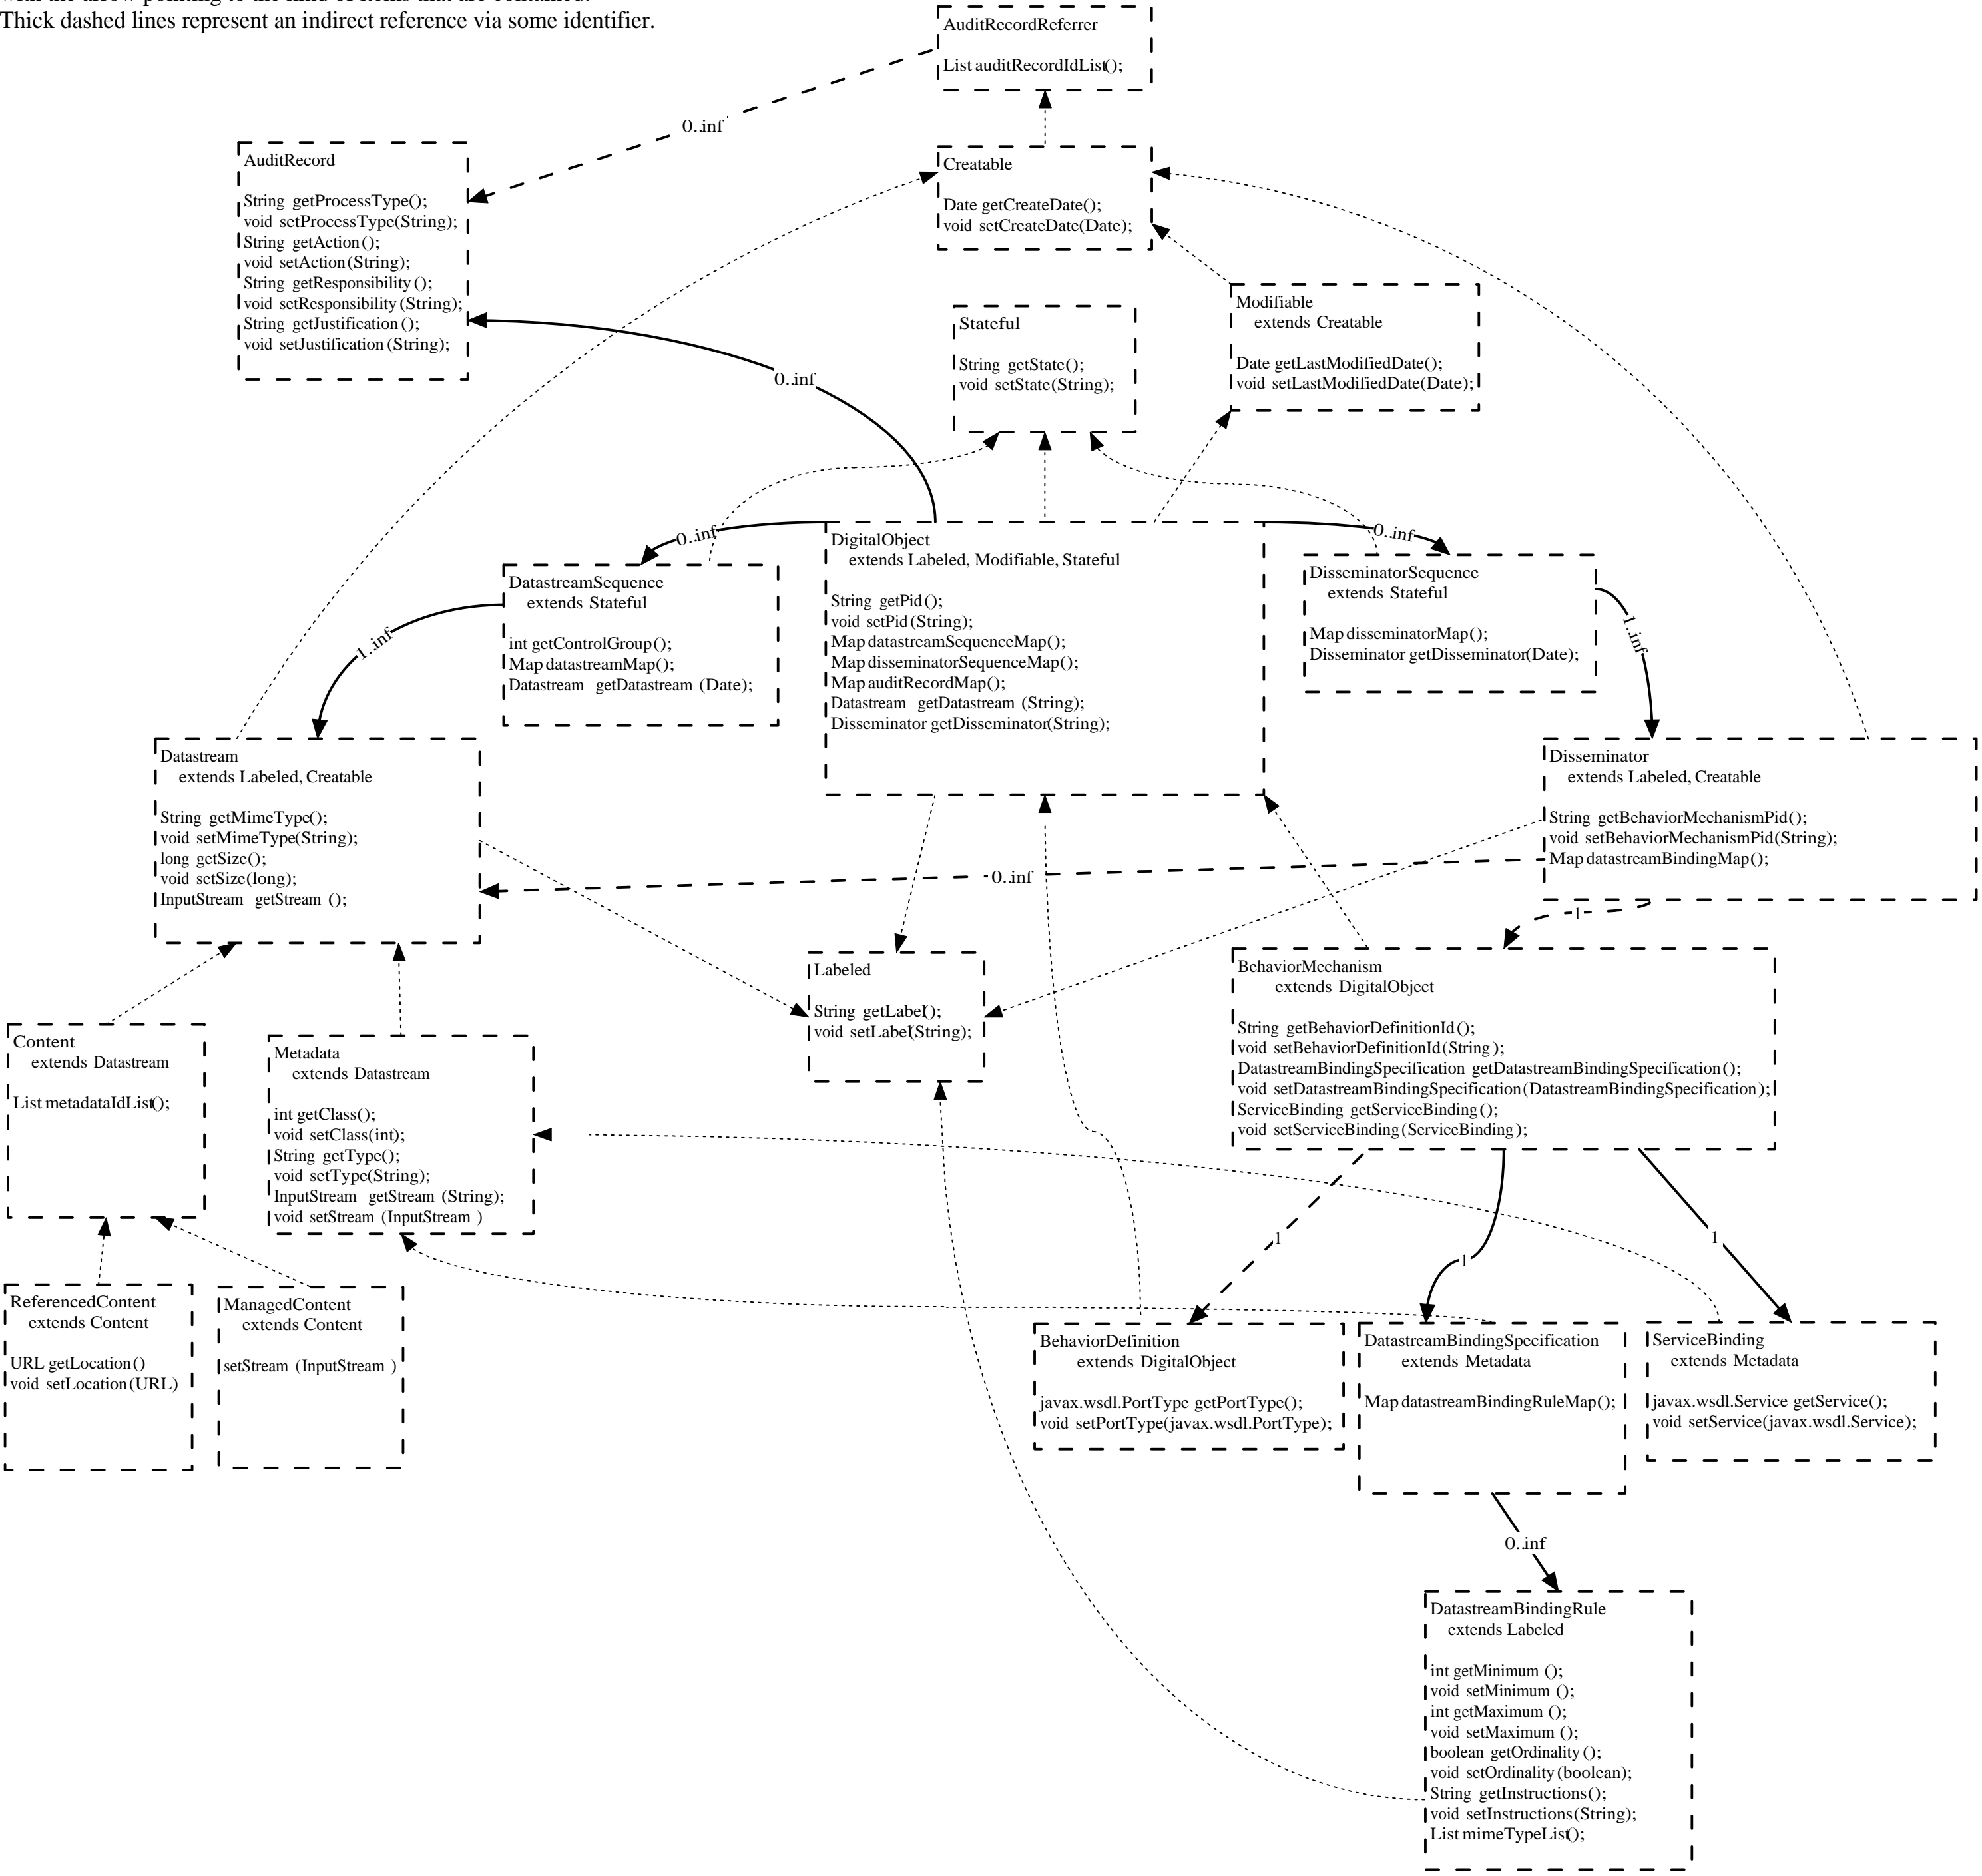 with the arrow pointing to the kind of items that are contained.
Thick dashed lines represent an indirect reference via some identifier.
AuditRecordReferrer
List auditRecordIdList();
0..inf
AuditRecord
String getProcessType();
void setProcessType(String);
String getAction();
void setAction(String);
String getResponsibility();
void setResponsibility(String);
String getJustification();
void setJustification(String);
Creatable
Date getCreateDate();
void setCreateDate(Date);
Stateful
String getState();
void setState(String);
Modifiable
extends Creatable
Date getLastModifiedDate();
void setLastModifiedDate(Date);
0..inf
0..inf
0..inf
DatastreamSequence
extends Stateful
int getControlGroup();
Map datastreamMap();
Datastream getDatastream (Date);
DigitalObject
extends Labeled, Modifiable, Stateful
String getPid();
void setPid(String);
Map datastreamSequenceMap();
Map disseminatorSequenceMap();
Map auditRecordMap();
Datastream getDatastream (String);
Disseminator getDisseminator(String);
DisseminatorSequence
extends Stateful
Map disseminatorMap();
Disseminator getDisseminator(Date);
1..inf
1..inf
Datastream
extends Labeled, Creatable
String getMimeType();
void setMimeType(String);
long getSize();
void setSize(long);
InputStream getStream ();
Disseminator
extends Labeled, Creatable
String getBehaviorMechanismPid();
void setBehaviorMechanismPid(String);
Map datastreamBindingMap();
0..inf
1
Labeled
String getLabel();
void setLabel(String);
BehaviorMechanism
extends DigitalObject
String getBehaviorDefinitionId();
void setBehaviorDefinitionId(String);
DatastreamBindingSpecification getDatastreamBindingSpecification();
void setDatastreamBindingSpecification(DatastreamBindingSpecification);
ServiceBinding getServiceBinding();
void setServiceBinding(ServiceBinding);
Content
extends Datastream
List metadataIdList();
Metadata
extends Datastream
int getClass();
void setClass(int);
String getType();
void setType(String);
InputStream getStream (String);
void setStream (InputStream )
1
1
1
ReferencedContent
extends Content
URL getLocation()
void setLocation(URL)
ManagedContent
extends Content
setStream (InputStream )
BehaviorDefinition
extends DigitalObject
javax.wsdl.PortType getPortType();
void setPortType(javax.wsdl.PortType);
DatastreamBindingSpecification
extends Metadata
Map datastreamBindingRuleMap();
ServiceBinding
extends Metadata
javax.wsdl.Service getService();
void setService(javax.wsdl.Service);
0..inf
DatastreamBindingRule
extends Labeled
int getMinimum ();
void setMinimum ();
int getMaximum ();
void setMaximum ();
boolean getOrdinality();
void setOrdinality(boolean);
String getInstructions();
void setInstructions(String);
List mimeTypeList();